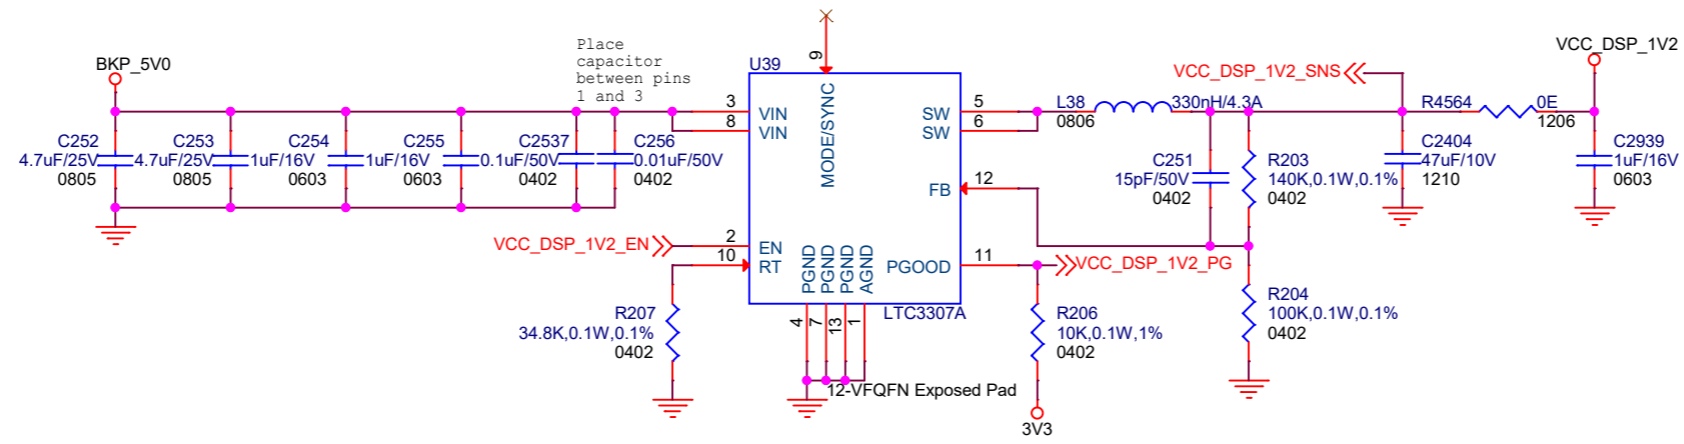 BKP_5V0
C252
4.7uF/25V
0805
C253
4.7uF/25V
0805
C254
1uF/16V
0603
C255
1uF/16V
0603
C2537
0.1uF/50V
0402
C256
0.01uF/50V
0402
Place
capacitor
between pins
1 and 3
U39
9
MODE/SYNC
3
VIN
8
VIN
VCC_DSP_1V2_EN
2
EN
10
RT
R207
34.8K,0.1W,0.1%
0402
PGND
PGND
PGND
AGND
4
7
13
1
LTC3307A
12-VFQFN Exposed Pad
SW
5
SW
6
FB
12
PGOOD
11
VCC_DSP_1V2_PG
R206
10K,0.1W,1%
0402
3V3
L38
330nH/4.3A
0806
C251
15pF/50V
0402
R203
140K,0.1W,0.1%
0402
R204
100K,0.1W,0.1%
0402
VCC_DSP_1V2_SNS
C2404
47uF/10V
1210
R4564
0E
1206
VCC_DSP_1V2
C2939
1uF/16V
0603